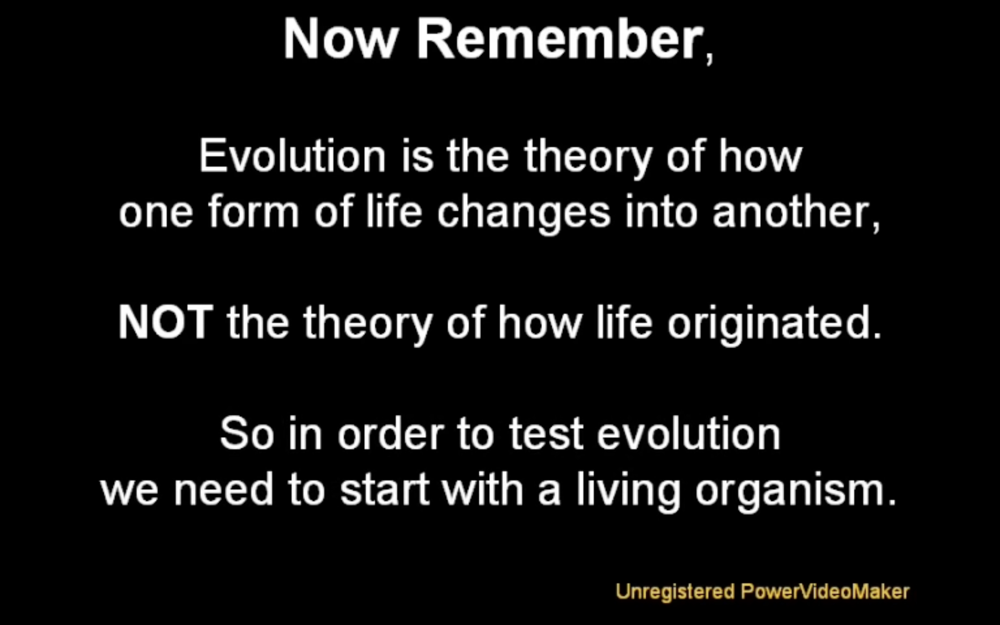 Now Remember,
Evolution is the theory of how
one form of life changes into another,
NOT the theory of how life originated.
So in order to test evolution
we need to start with a living organism.
Unregistered PowerVideoMaker